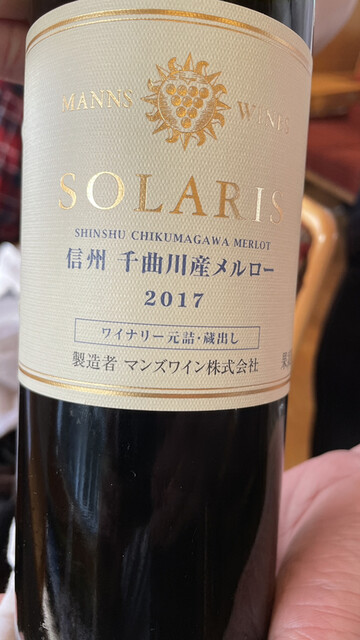 MANNS WINES
SOLARIS
SHINSHU CHIKUMAGAWA MERLOT
信州 千曲川産メルロー
2017
ワイナリー元詰・蔵出し
製造者 マンズワイン株式会社